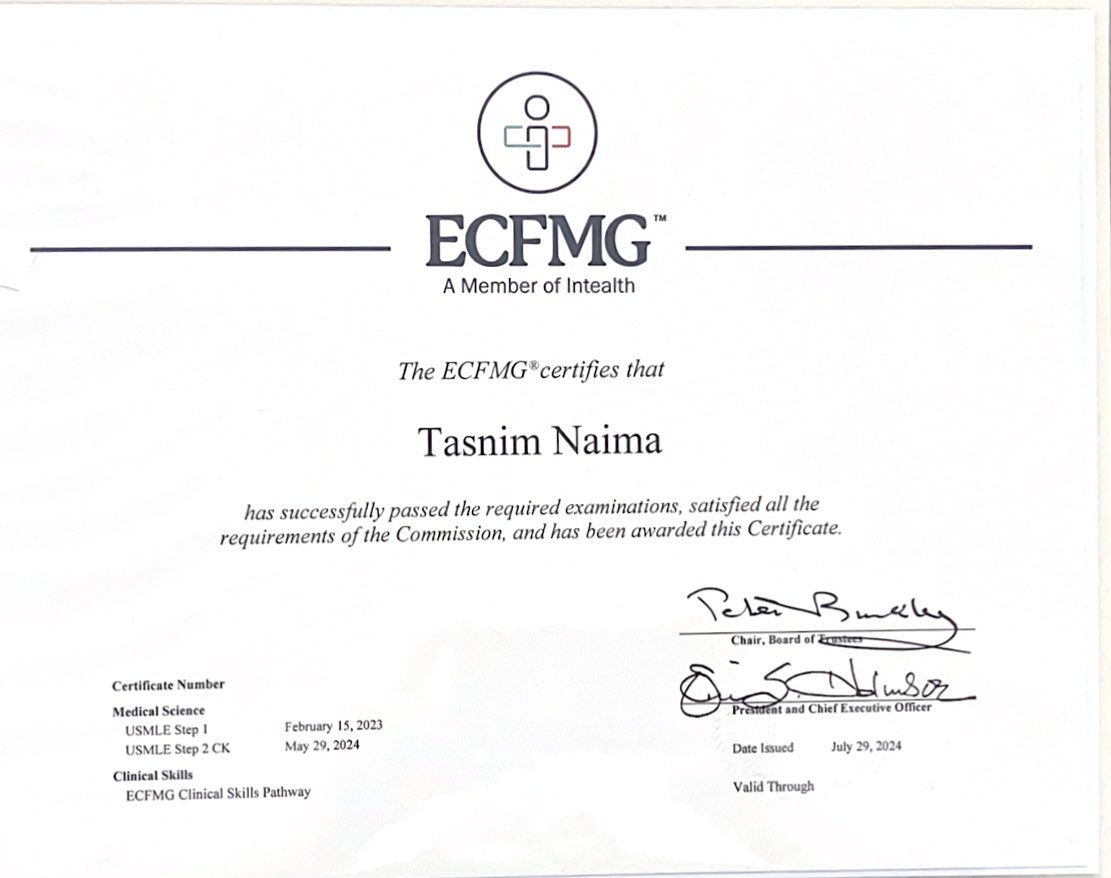 ECFMG™
A Member of Intealth
The ECFMG® certifies that
Tasnim Naima
has successfully passed the required examinations, satisfied all the
requirements of the Commission, and has been awarded this Certificate.
Peter Buckley
Chair, Board of Trustees
President and Chief Executive Officer
Certificate Number
Medical Science
USMLE Step 1 February 15, 2023
USMLE Step 2 CK May 29, 2024
Clinical Skills
ECFMG Clinical Skills Pathway
Date Issued July 29, 2024
Valid Through